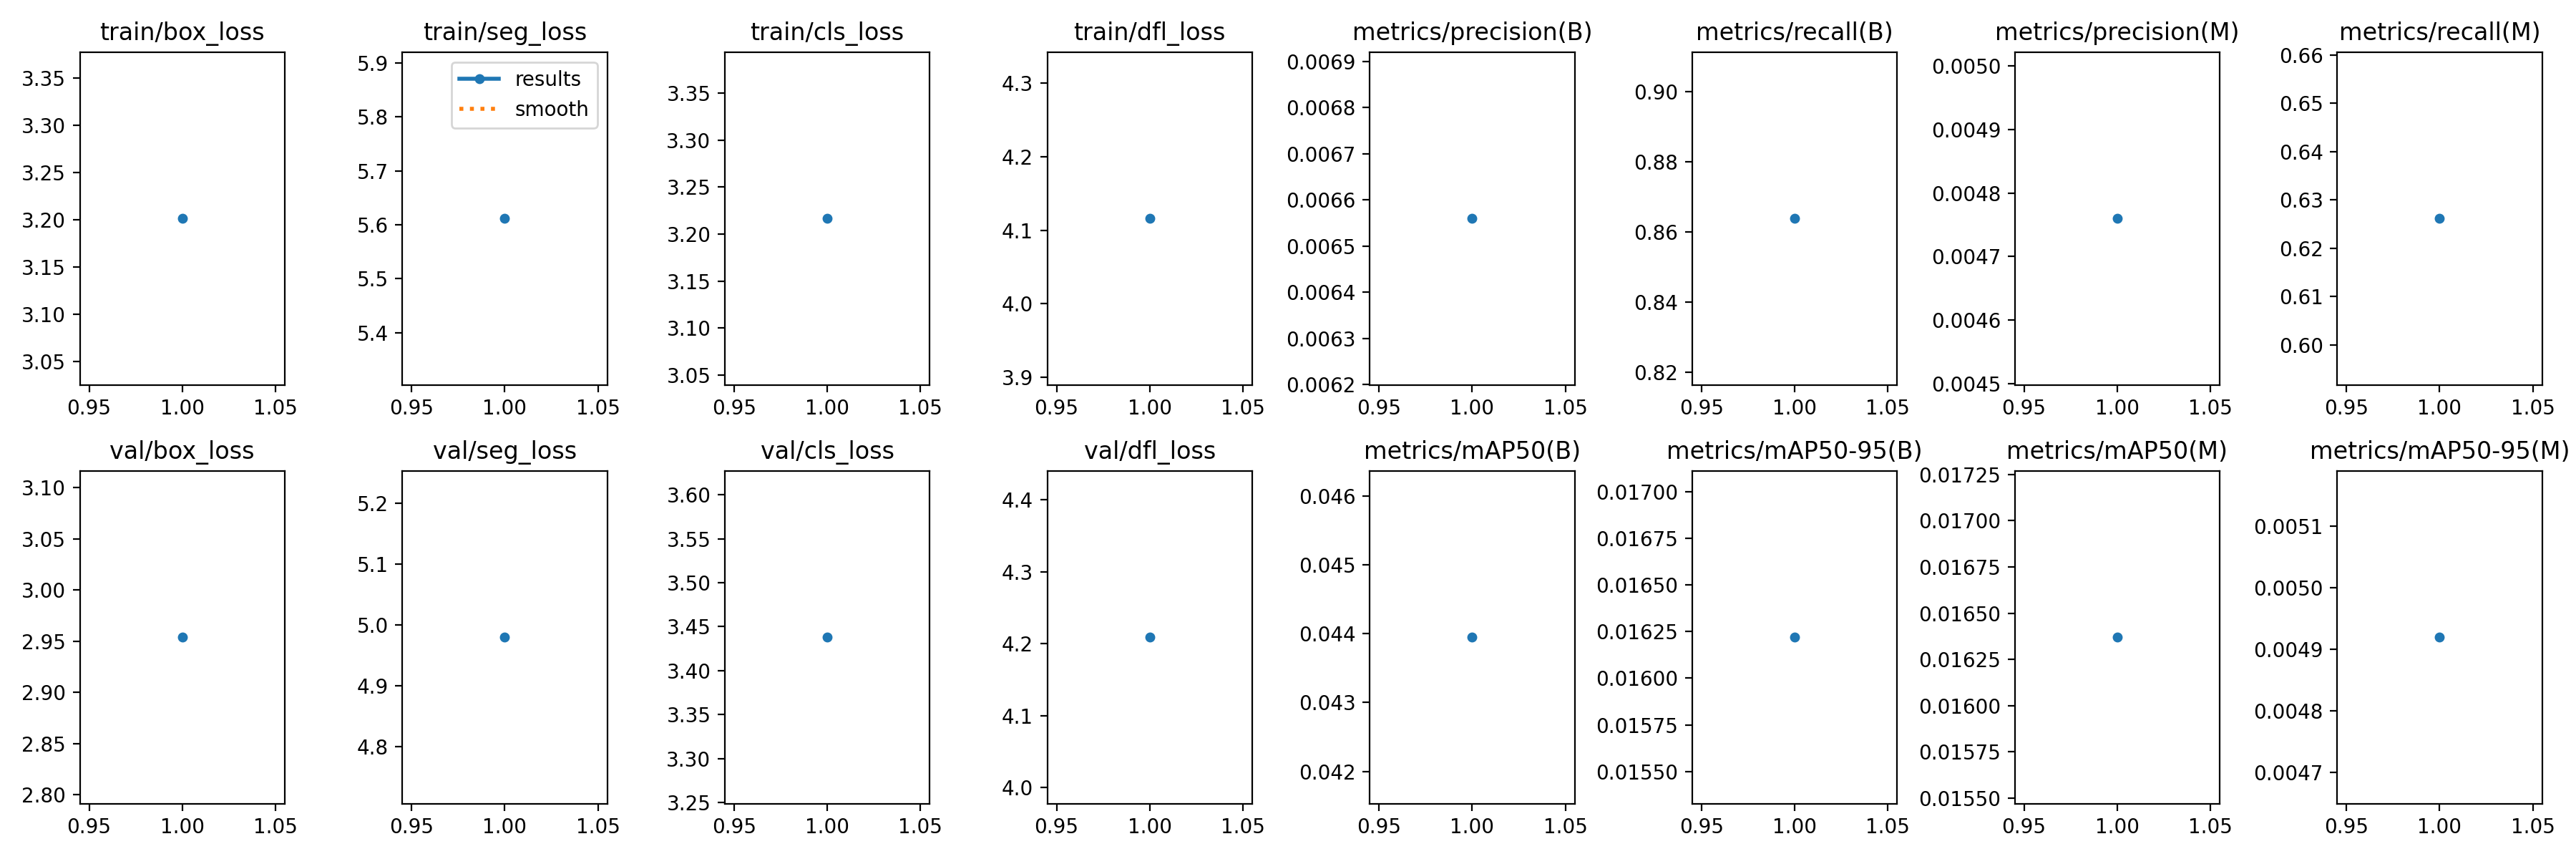 train/box_loss
3.35
3.30
3.25
3.20
3.15
3.10
3.05
0.95 1.00 1.05
train/seg_loss
results
smooth
5.9
5.8
5.7
5.6
5.5
5.4
0.95 1.00 1.05
train/cls_loss
3.35
3.30
3.25
3.20
3.15
3.10
3.05
0.95 1.00 1.05
train/dfl_loss
4.3
4.2
4.1
4.0
3.9
0.95 1.00 1.05
metrics/precision(B)
0.0069
0.0068
0.0067
0.0066
0.0065
0.0064
0.0063
0.0062
0.95 1.00 1.05
metrics/recall(B)
0.90
0.88
0.86
0.84
0.82
0.95 1.00 1.05
metrics/precision(M)
0.0050
0.0049
0.0048
0.0047
0.0046
0.0045
0.95 1.00 1.05
metrics/recall(M)
0.66
0.65
0.64
0.63
0.62
0.61
0.60
0.95 1.00 1.05
val/box_loss
3.10
3.05
3.00
2.95
2.90
2.85
2.80
0.95 1.00 1.05
val/seg_loss
5.2
5.1
5.0
4.9
4.8
0.95 1.00 1.05
val/cls_loss
3.60
3.55
3.50
3.45
3.40
3.35
3.30
3.25
0.95 1.00 1.05
val/dfl_loss
4.4
4.3
4.2
4.1
4.0
0.95 1.00 1.05
metrics/mAP50(B)
0.046
0.045
0.044
0.043
0.042
0.95 1.00 1.05
metrics/mAP50-95(B)
0.01700
0.01675
0.01650
0.01625
0.01600
0.01575
0.01550
0.95 1.00 1.05
metrics/mAP50(M)
0.01725
0.01700
0.01675
0.01650
0.01625
0.01600
0.01575
0.01550
0.95 1.00 1.05
metrics/mAP50-95(M)
0.0051
0.0050
0.0049
0.0048
0.0047
0.95 1.00 1.05